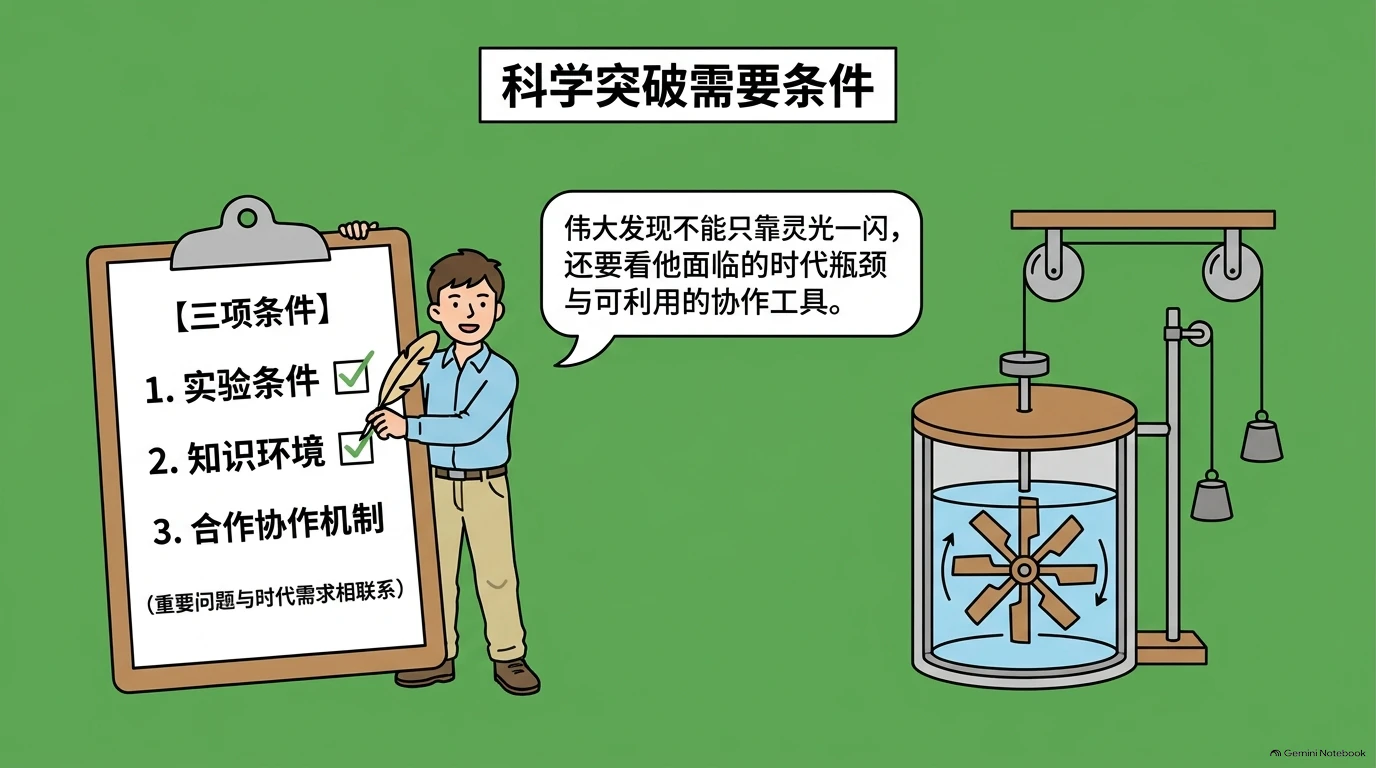 科学突破需要条件
【三项条件】
1. 实验条件
2. 知识环境
3. 合作协作机制
（重要问题与时代需求相联系）
伟大发现不能只靠灵光一闪，
还要看他面临的时代瓶颈
与可利用的协作工具。
Gemini Notebook